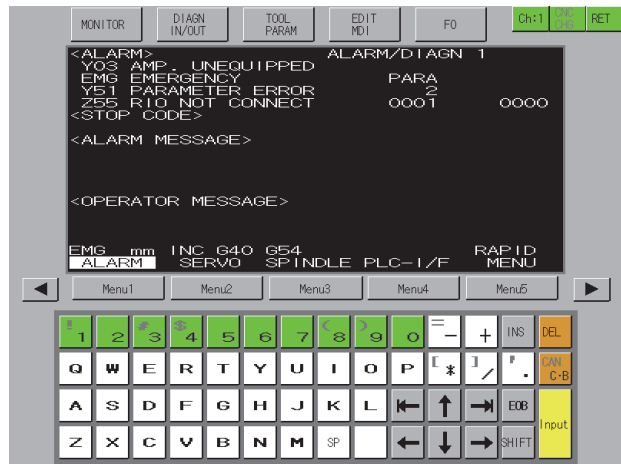 MONITOR DIAGN IN/OUT TOOL PARAM EDIT MDI F0 Ch:1 CNC CHG RET
<ALARM> ALARM/DIAGN 1
Y03 AMP. UNEQUIPPED
EMG EMERGENCY PARA
Y51 PARAMETER ERROR 2
Z55 RIO NOT CONNECT 0001 0000
<STOP CODE>
<ALARM MESSAGE>
<OPERATOR MESSAGE>
EMG mm INC G40 G54 RAPID
ALARM SERVO SPINDLE PLC-I/F MENU
Menu1 Menu2 Menu3 Menu4 Menu5
! 1 2 # 3 $ 4 5 6 7 ( 8 ) 9 0 = - + INS DEL
Q W E R T Y U I O P [ * ] / ' . CAN C·B
A S D F G H J K L EOB Input
Z X C V B N M SP SHIFT